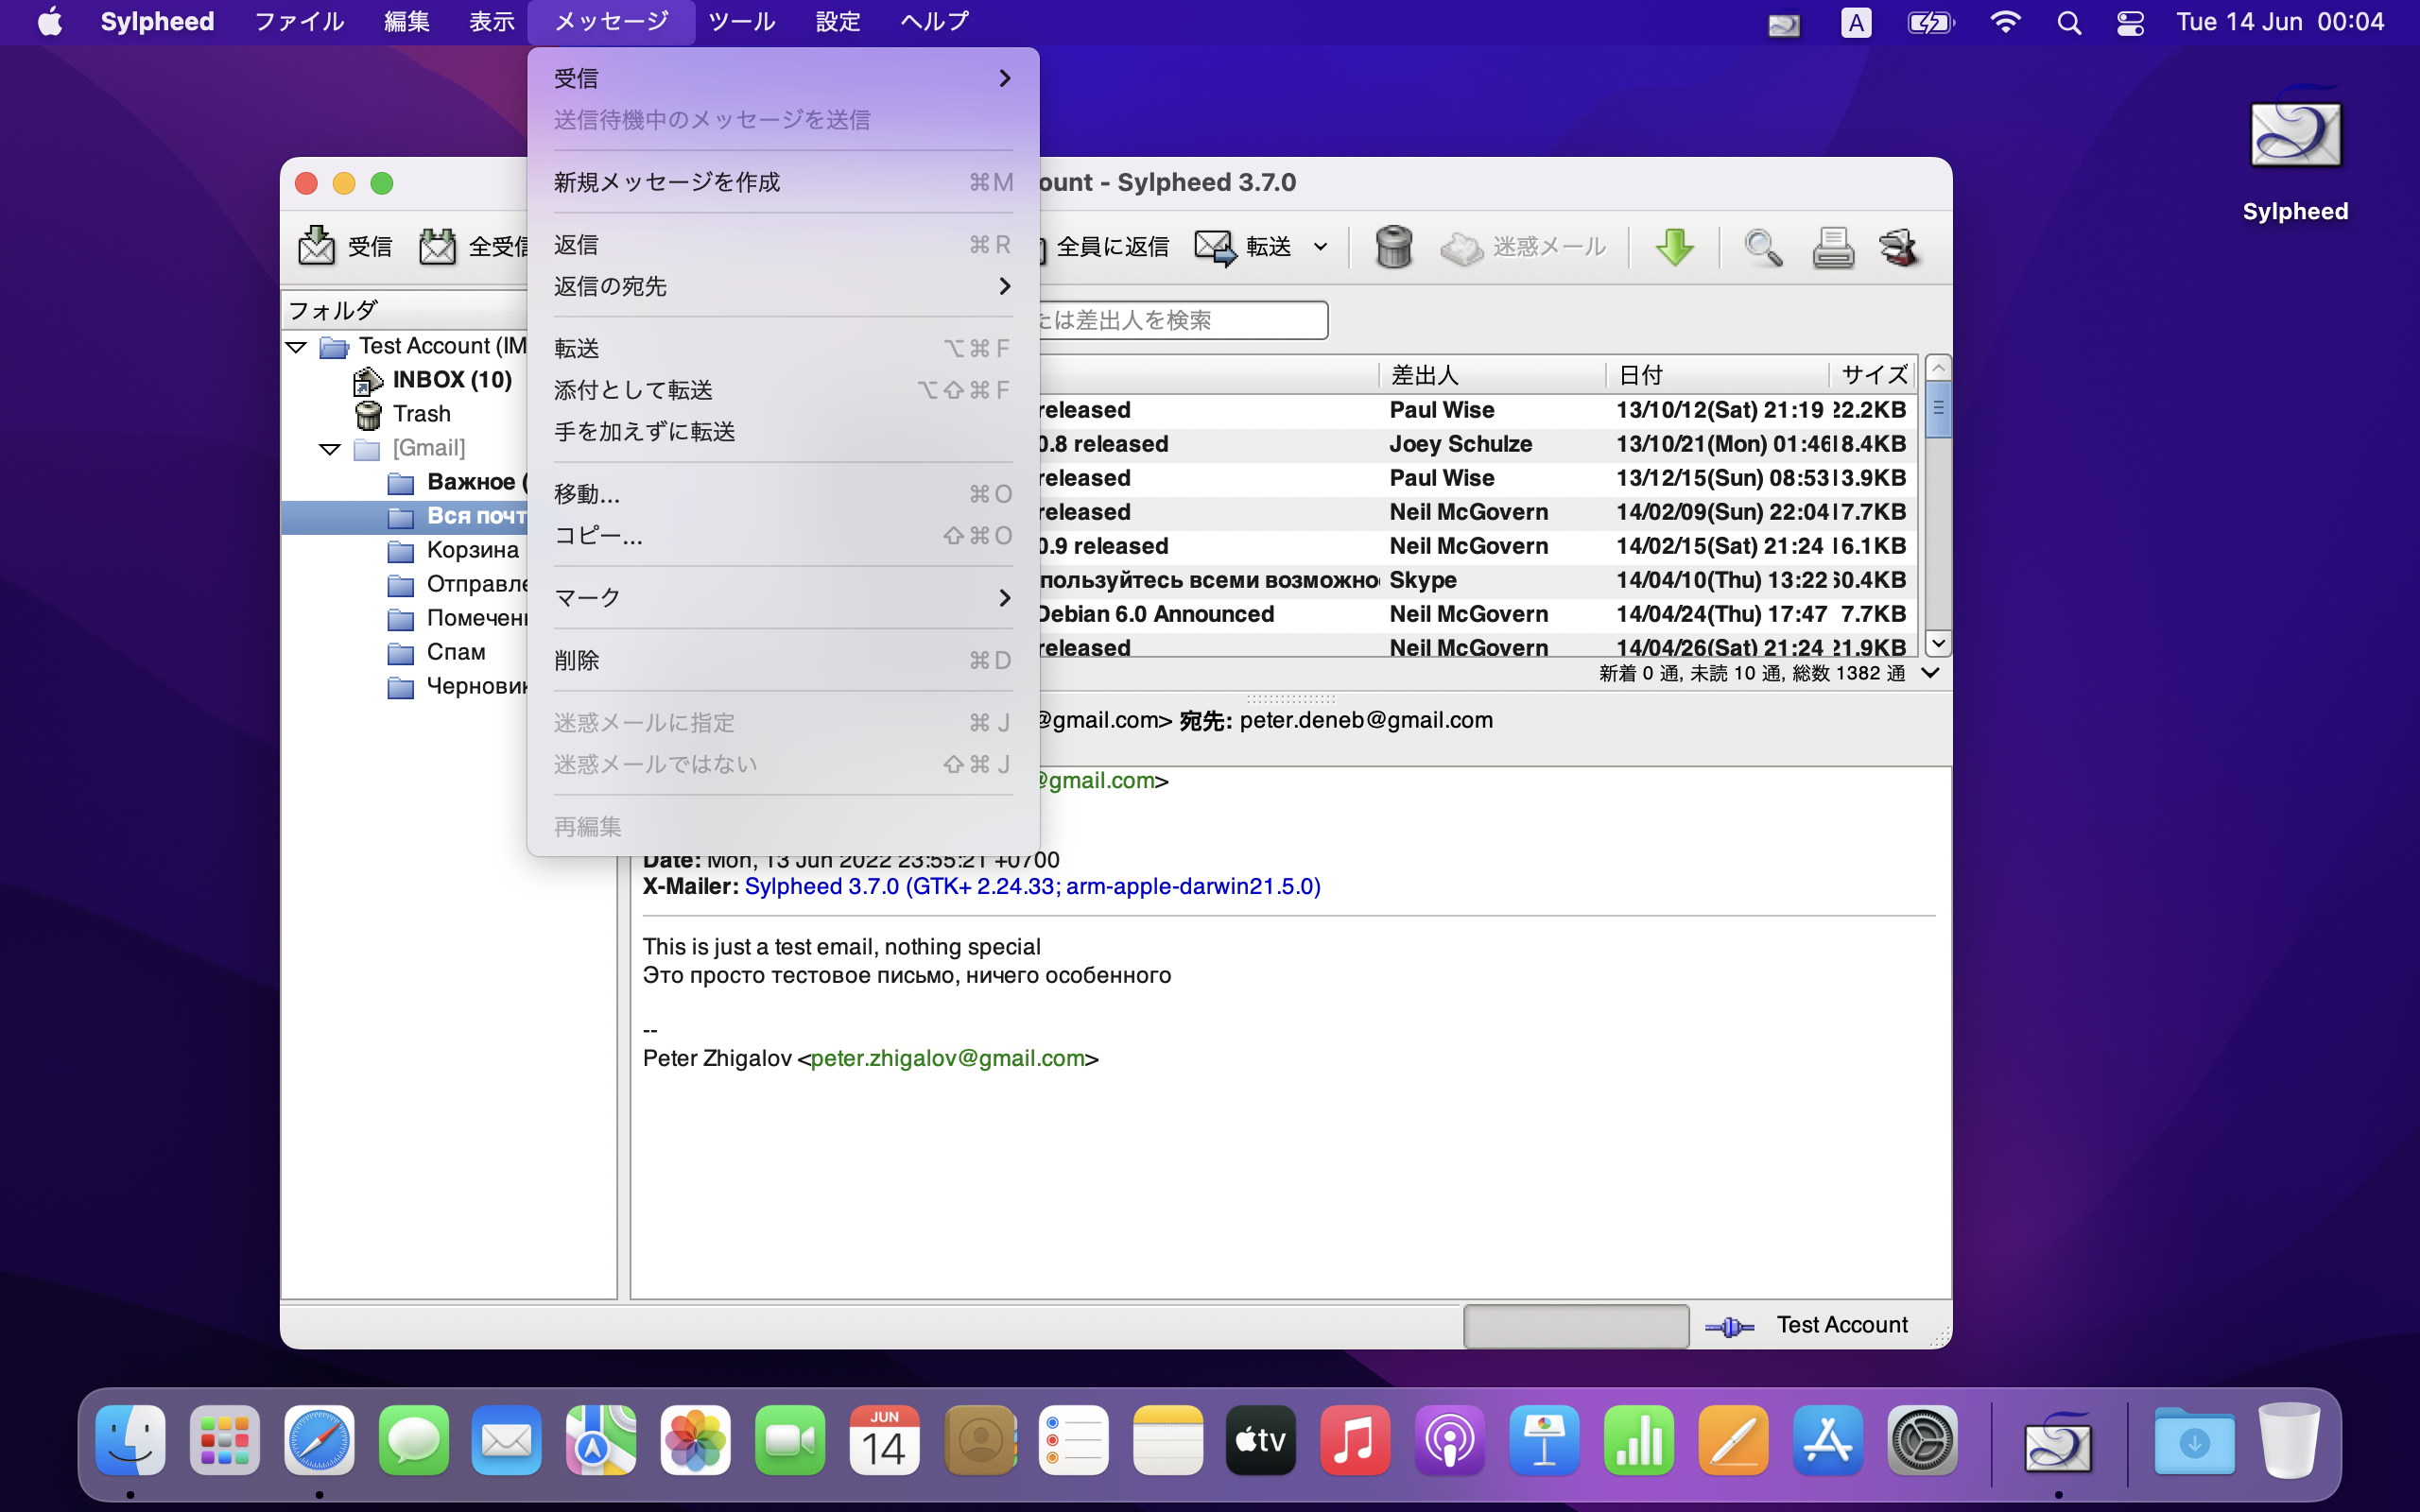 Sylpheed ファイル 編集 表示 メッセージ ツール 設定 ヘルプ A Tue 14 Jun 00:04
受信
送信待機中のメッセージを送信
新規メッセージを作成 ⌘M
返信 ⌘R
返信の宛先
転送 ⌥⌘F
添付として転送 ⌥⇧⌘F
手を加えずに転送
移動... ⌘O
コピー... ⇧⌘O
マーク
削除 ⌘D
迷惑メールに指定 ⌘J
迷惑メールではない ⇧⌘J
再編集
Sylpheed
ount - Sylpheed 3.7.0
受信 全受信 全員に返信 転送 迷惑メール
フォルダ
Test Account (IM
INBOX (10)
Trash
[Gmail]
Важное (
Вся почт
Корзина
Отправле
Помечен
Спам
Чернови
たは差出人を検索
差出人 日付 サイズ
released Paul Wise 13/10/12(Sat) 21:19 22.2KB
0.8 released Joey Schulze 13/10/21(Mon) 01:46 18.4KB
released Paul Wise 13/12/15(Sun) 08:53 13.9KB
released Neil McGovern 14/02/09(Sun) 22:04 17.7KB
0.9 released Neil McGovern 14/02/15(Sat) 21:24 16.1KB
пользуйтесь всеми возможно Skype 14/04/10(Thu) 13:22 0.4KB
Debian 6.0 Announced Neil McGovern 14/04/24(Thu) 17:47 7.7KB
released Neil McGovern 14/04/26(Sat) 21:24 21.9KB
新着 0 通, 未読 10 通, 総数 1382 通
@gmail.com> 宛先: peter.deneb@gmail.com
@gmail.com>
Date: Mon, 13 Jun 2022 23:55:21 +0700
X-Mailer: Sylpheed 3.7.0 (GTK+ 2.24.33; arm-apple-darwin21.5.0)
This is just a test email, nothing special
Это просто тестовое письмо, ничего особенного
--
Peter Zhigalov <peter.zhigalov@gmail.com>
Test Account
JUN
14
tv